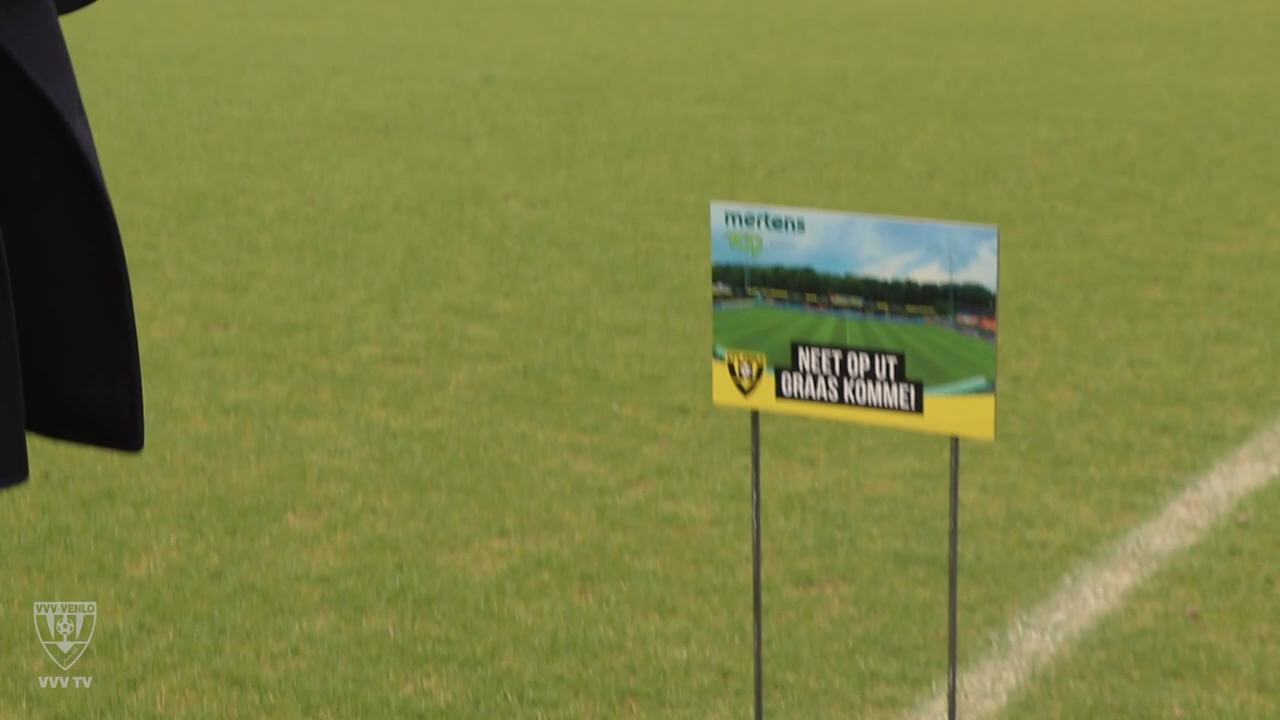 mertens
NEET OP UT
GRAAS KOMME!
VVV-VENLO
VVV TV